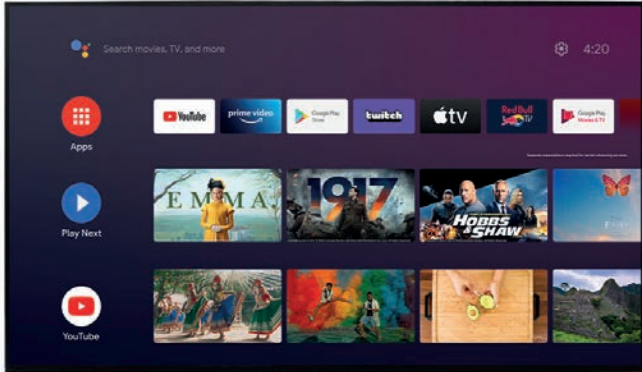 Search movies, TV, and more
4:20
Apps
YouTube
prime video
Google Play
Store
twitch
tv
Red Bull
TV
Google Play
Movies & TV
Play Next
EMMA.
1917
HOBBS
& SHAW
YouTube